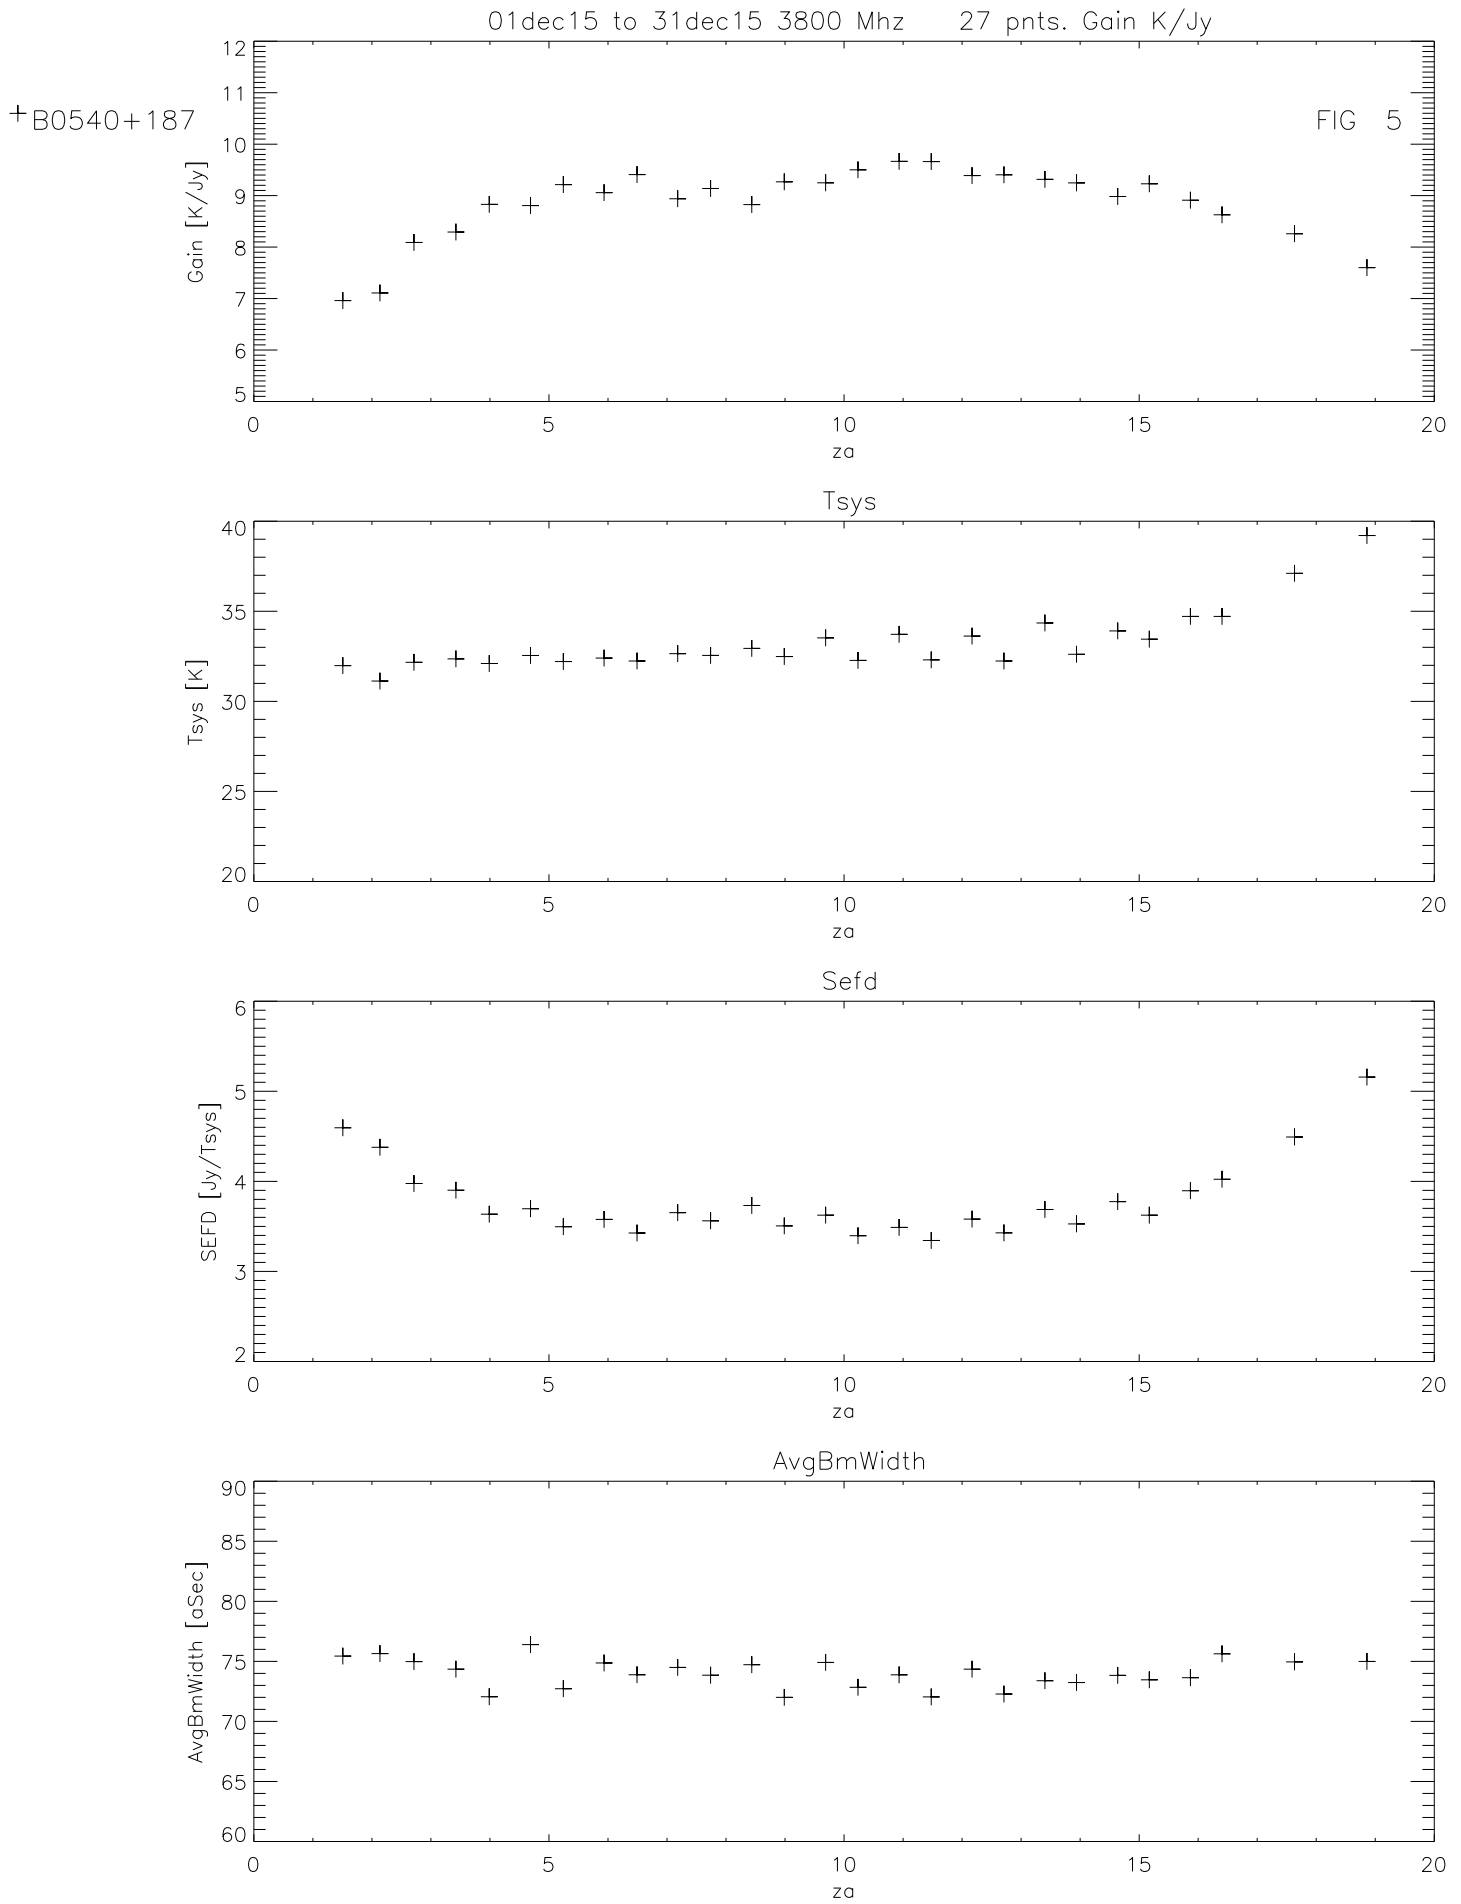 01dec15 to 31dec15 3800 Mhz 27 pnts. Gain K/Jy
+B0540+187
FIG 5
Gain [K/Jy]
12
11
10
9
8
7
6
5
0 5 10 15 20
za
Tsys
Tsys [K]
40
35
30
25
20
0 5 10 15 20
za
Sefd
SEFD [Jy/Tsys]
6
5
4
3
2
0 5 10 15 20
za
AvgBmWidth
AvgBmWidth [aSec]
90
85
80
75
70
65
60
0 5 10 15 20
za